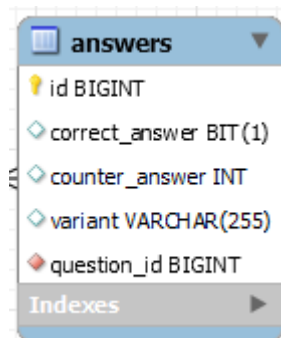 answers
id BIGINT
correct_answer BIT(1)
counter_answer INT
variant VARCHAR(255)
question_id BIGINT
Indexes